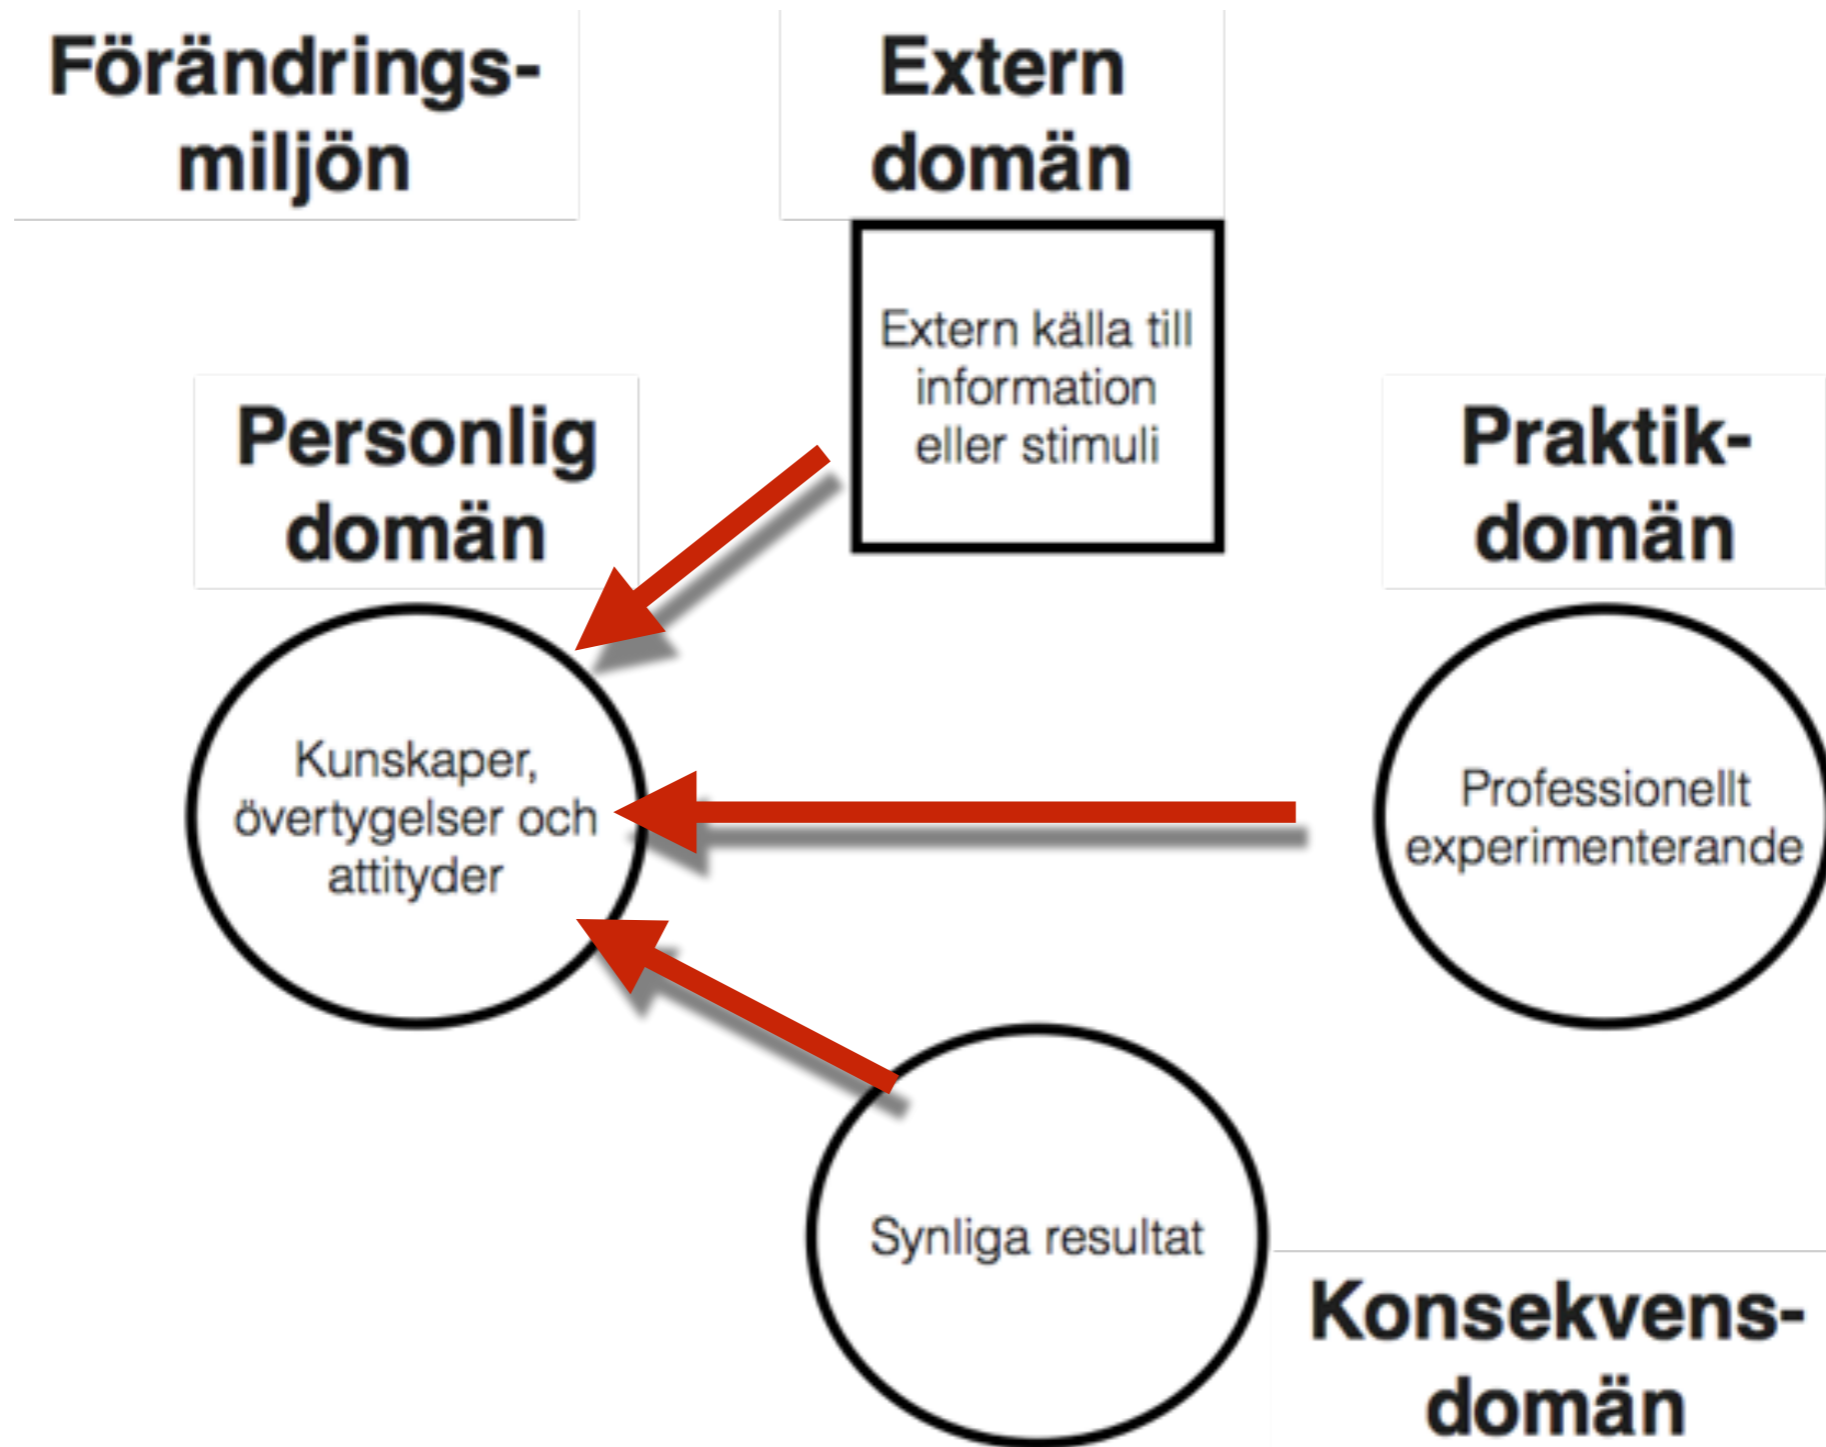 Förändrings-
miljön
Extern
domän
Extern källa till
information
eller stimuli
Personlig
domän
Praktik-
domän
Kunskaper,
övertygelser och
attityder
Professionellt
experimenterande
Synliga resultat
Konsekvens-
domän